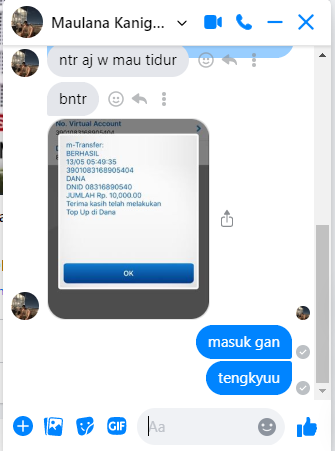 Maulana Kanig...
ntr aj w mau tidur
bntr
No. Virtual Account
3901083168905404
m-Transfer:
BERHASIL
13/05 05:49:35
3901083168905404
DANA
DNID 08316890540
JUMLAH Rp. 10,000.00
Terima kasih telah melakukan
Top Up di Dana
OK
masuk gan
tengkyuu
GIF
Aa